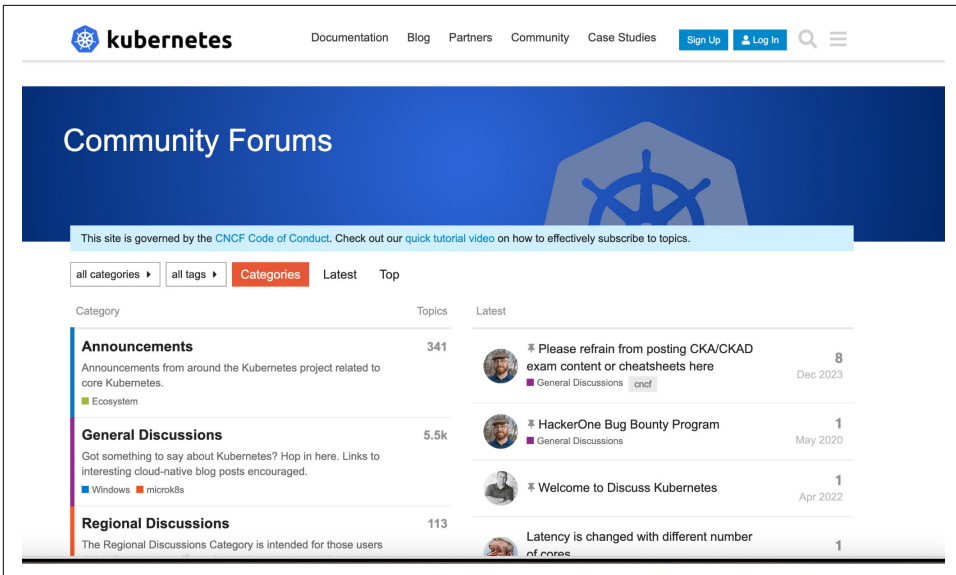 kubernetes
Documentation Blog Partners Community Case Studies Sign Up Log In
Community Forums
This site is governed by the CNCF Code of Conduct. Check out our quick tutorial video on how to effectively subscribe to topics.
all categories all tags Categories Latest Top
Category Topics
Announcements 341
Announcements from around the Kubernetes project related to
core Kubernetes.
Ecosystem
General Discussions 5.5k
Got something to say about Kubernetes? Hop in here. Links to
interesting cloud-native blog posts encouraged.
Windows microk8s
Regional Discussions 113
The Regional Discussions Category is intended for those users
Latest
Please refrain from posting CKA/CKAD
exam content or cheatsheets here
General Discussions cncf
8
Dec 2023
HackerOne Bug Bounty Program
General Discussions
1
May 2020
Welcome to Discuss Kubernetes
1
Apr 2022
Latency is changed with different number
of cores
1